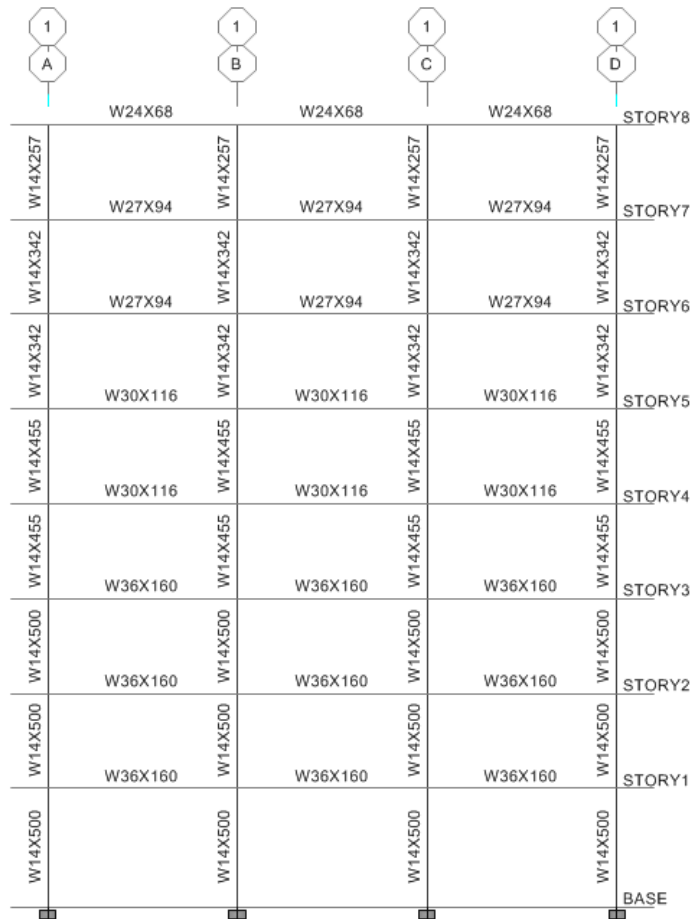 1 1 1 1
A B C D
W24X68 W24X68 W24X68 STORY8
W14X257 W14X257 W14X257 W14X257
W27X94 W27X94 W27X94 STORY7
W14X342 W14X342 W14X342 W14X342
W27X94 W27X94 W27X94 STORY6
W14X342 W14X342 W14X342 W14X342
W30X116 W30X116 W30X116 STORY5
W14X455 W14X455 W14X455 W14X455
W30X116 W30X116 W30X116 STORY4
W14X455 W14X455 W14X455 W14X455
W36X160 W36X160 W36X160 STORY3
W14X500 W14X500 W14X500 W14X500
W36X160 W36X160 W36X160 STORY2
W14X500 W14X500 W14X500 W14X500
W36X160 W36X160 W36X160 STORY1
W14X500 W14X500 W14X500 W14X500
BASE